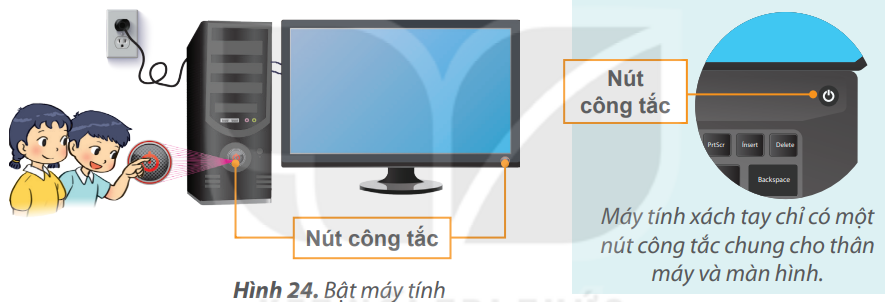 Nút công tắc
Hình 24. Bật máy tính
Nút
công tắc
PrtScr Insert Delete
Backspace
Máy tính xách tay chỉ có một
nút công tắc chung cho thân
máy và màn hình.